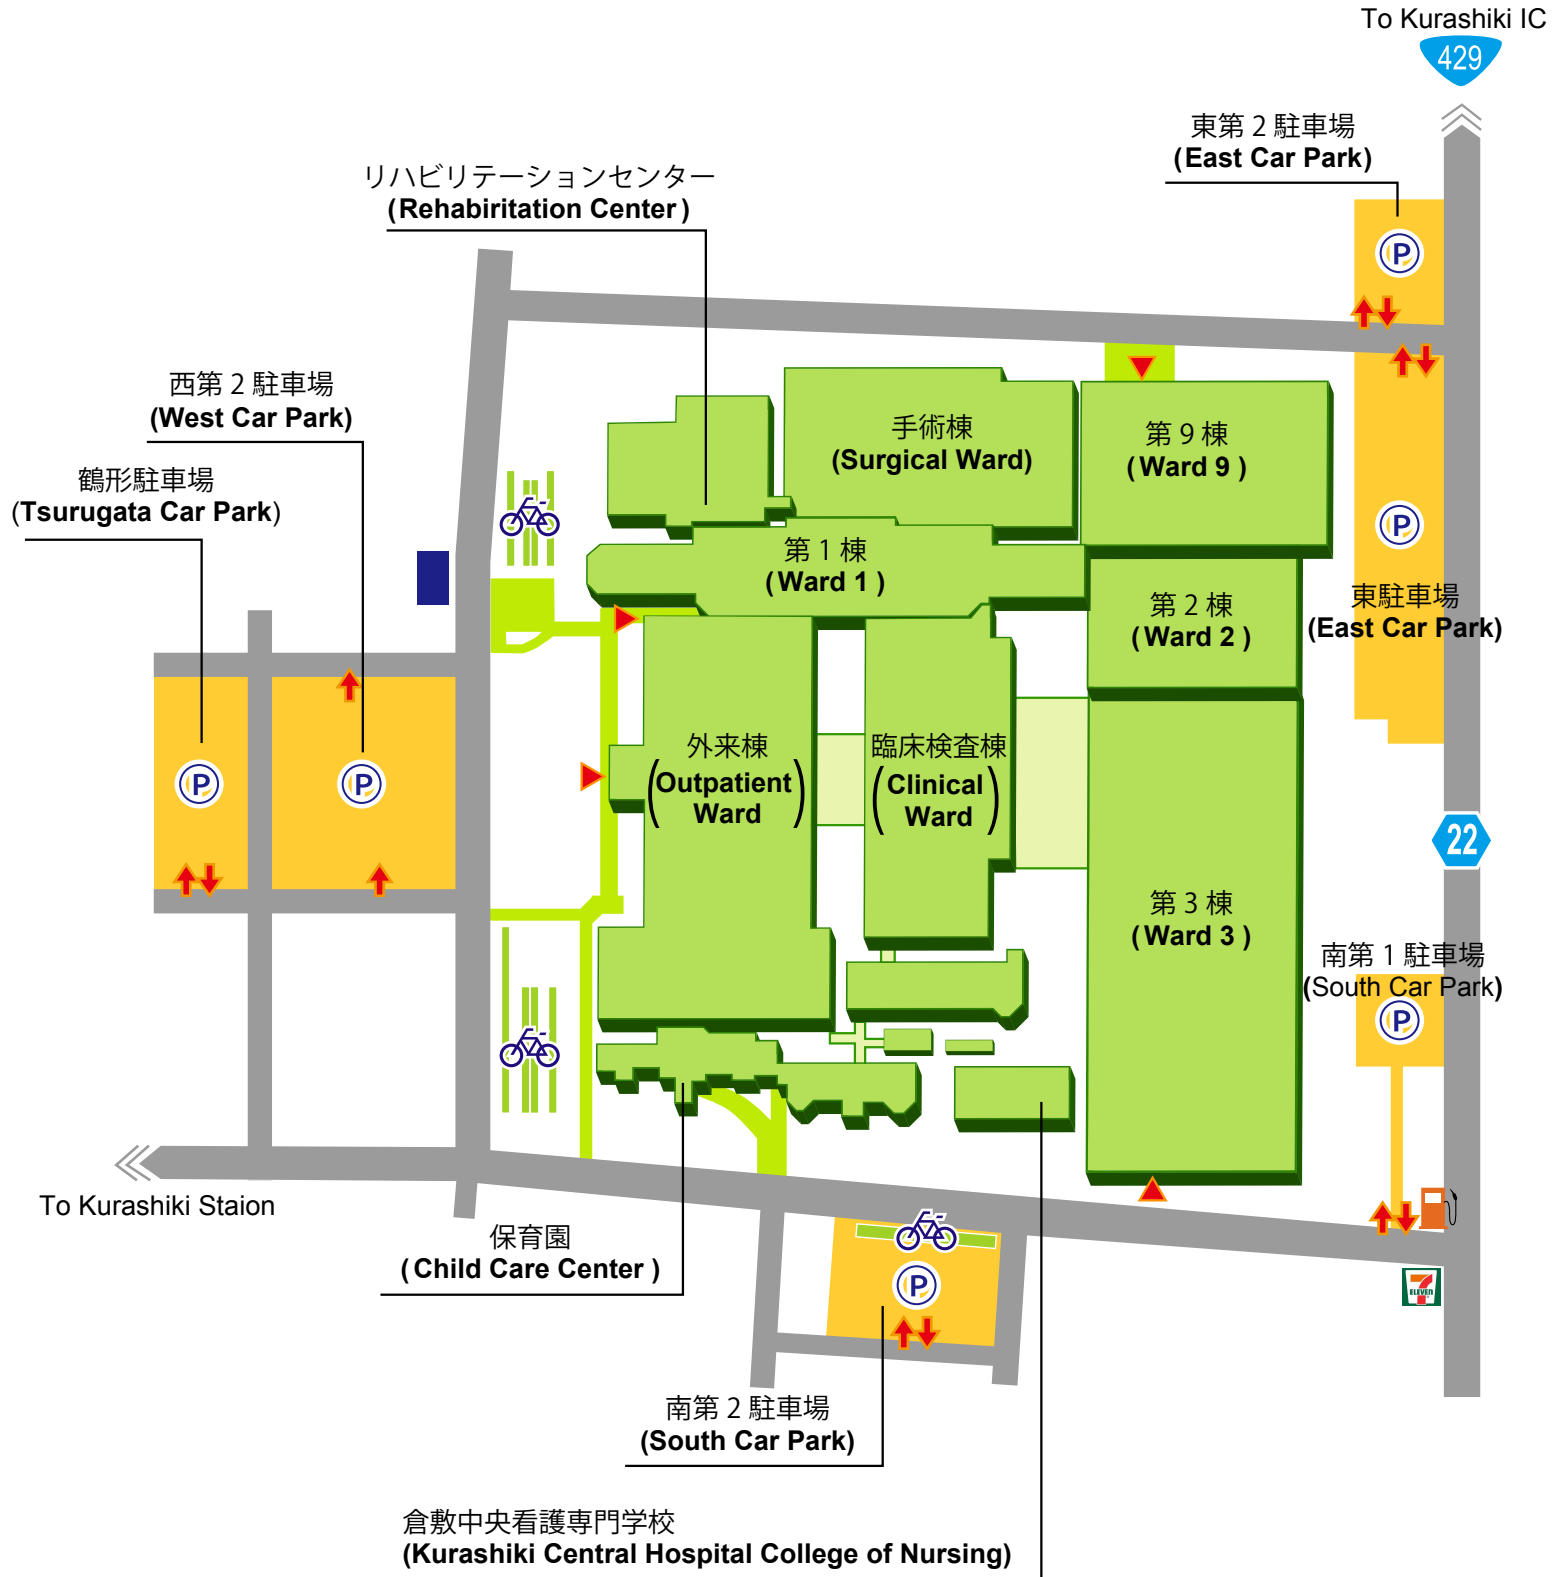 To Kurashiki IC
429
東第 2 駐車場
(East Car Park)
リハビリテーションセンター
(Rehabiritation Center )
西第 2 駐車場
(West Car Park)
鶴形駐車場
(Tsurugata Car Park)
手術棟
(Surgical Ward)
第 9 棟
( Ward 9 )
P
P
第 1 棟
( Ward 1 )
第 2 棟
( Ward 2 )
東駐車場
(East Car Park)
外来棟
(Outpatient
Ward)
臨床検査棟
(Clinical
Ward)
P
P
22
第 3 棟
( Ward 3 )
南第 1 駐車場
(South Car Park)
P
To Kurashiki Staion
保育園
( Child Care Center )
P
7
ELEVEN
南第 2 駐車場
(South Car Park)
倉敷中央看護専門学校
(Kurashiki Central Hospital College of Nursing)